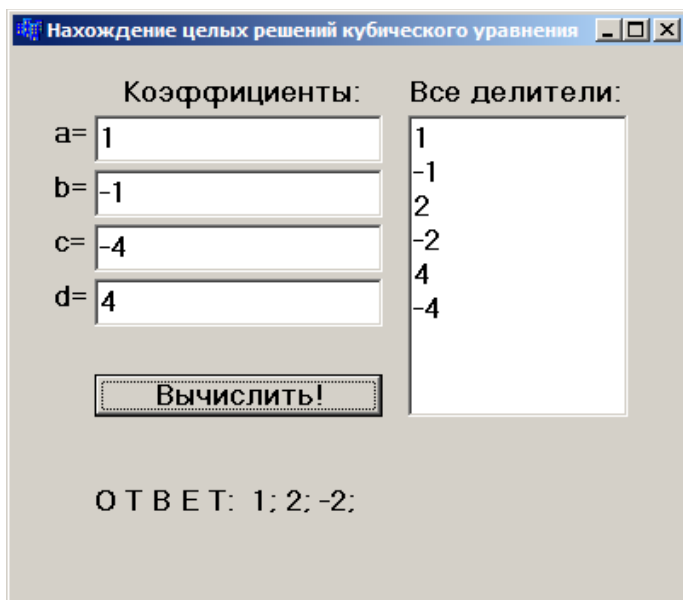 Нахождение целых решений кубического уравнения
Коэффициенты:
a= 1
b= -1
c= -4
d= 4
Вычислить!
Все делители:
1
-1
2
-2
4
-4
О Т В Е Т: 1; 2; -2;